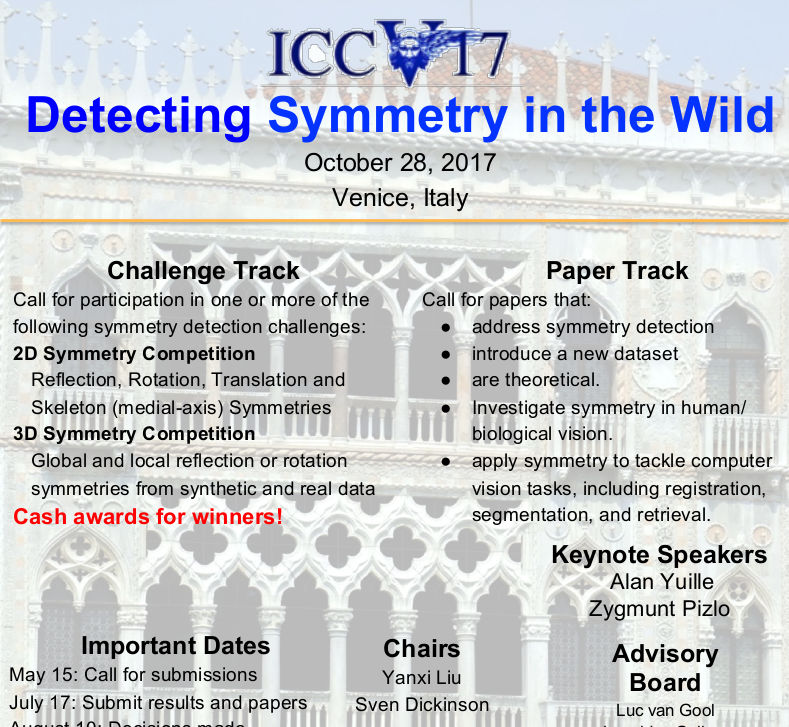 ICCV17
Detecting Symmetry in the Wild
October 28, 2017
Venice, Italy
Challenge Track
Call for participation in one or more of the
following symmetry detection challenges:
2D Symmetry Competition
Reflection, Rotation, Translation and
Skeleton (medial-axis) Symmetries
3D Symmetry Competition
Global and local reflection or rotation
symmetries from synthetic and real data
Cash awards for winners!
Paper Track
Call for papers that:
● address symmetry detection
● introduce a new dataset
● are theoretical.
● Investigate symmetry in human/
biological vision.
● apply symmetry to tackle computer
vision tasks, including registration,
segmentation, and retrieval.
Keynote Speakers
Alan Yuille
Zygmunt Pizlo
Important Dates
May 15: Call for submissions
July 17: Submit results and papers
Chairs
Yanxi Liu
Sven Dickinson
Advisory
Board
Luc van Gool